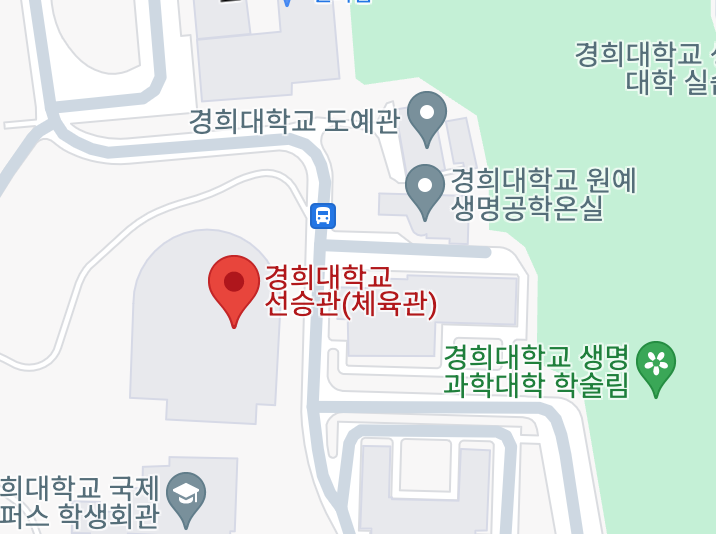 경희대학교
대학
경희대학교 도예관
경희대학교 원예
생명공학온실
경희대학교
선승관(체육관)
경희대학교 생명
과학대학 학술림
희대학교 국제
퍼스 학생회관